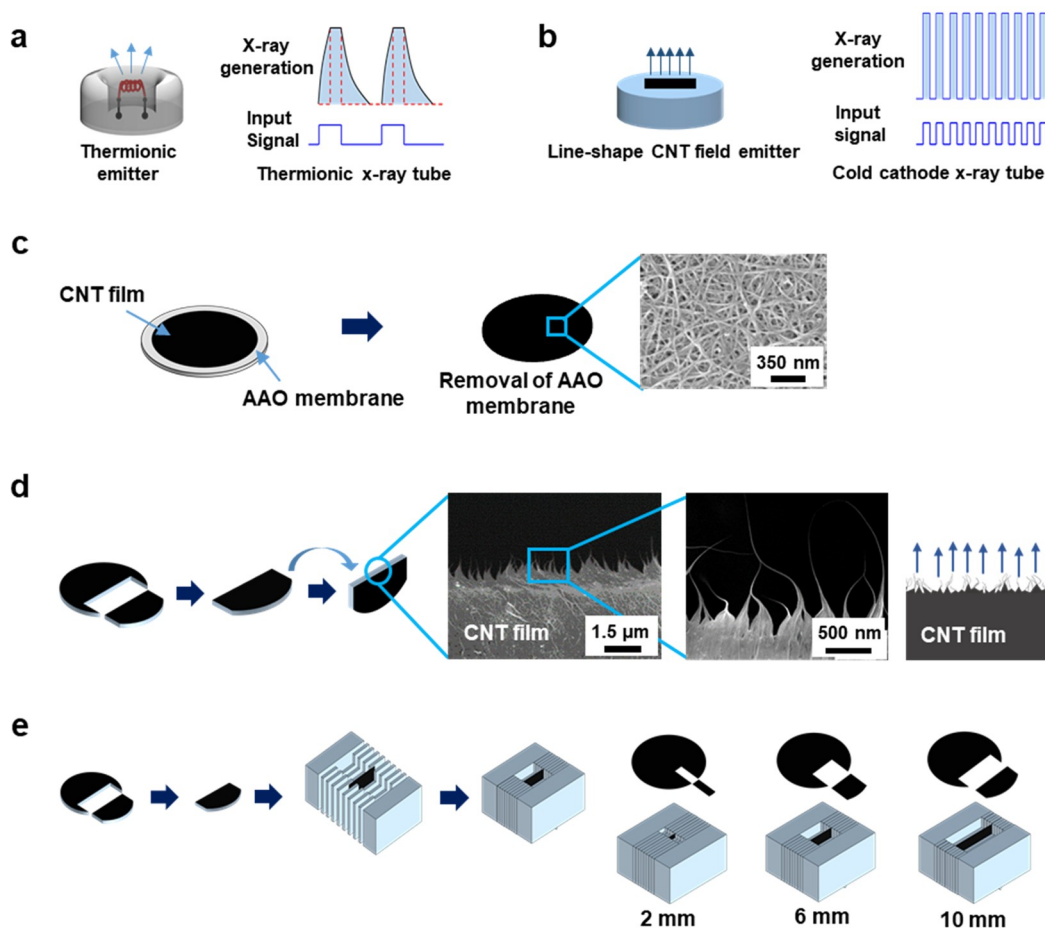 a
X-ray
generation
Input
Signal
Thermionic
emitter
Thermionic x-ray tube
b
X-ray
generation
Input
signal
Line-shape CNT field emitter
Cold cathode x-ray tube
c
CNT film
AAO membrane
Removal of AAO
membrane
350 nm
d
CNT film
1.5 µm
500 nm
CNT film
e
2 mm
6 mm
10 mm